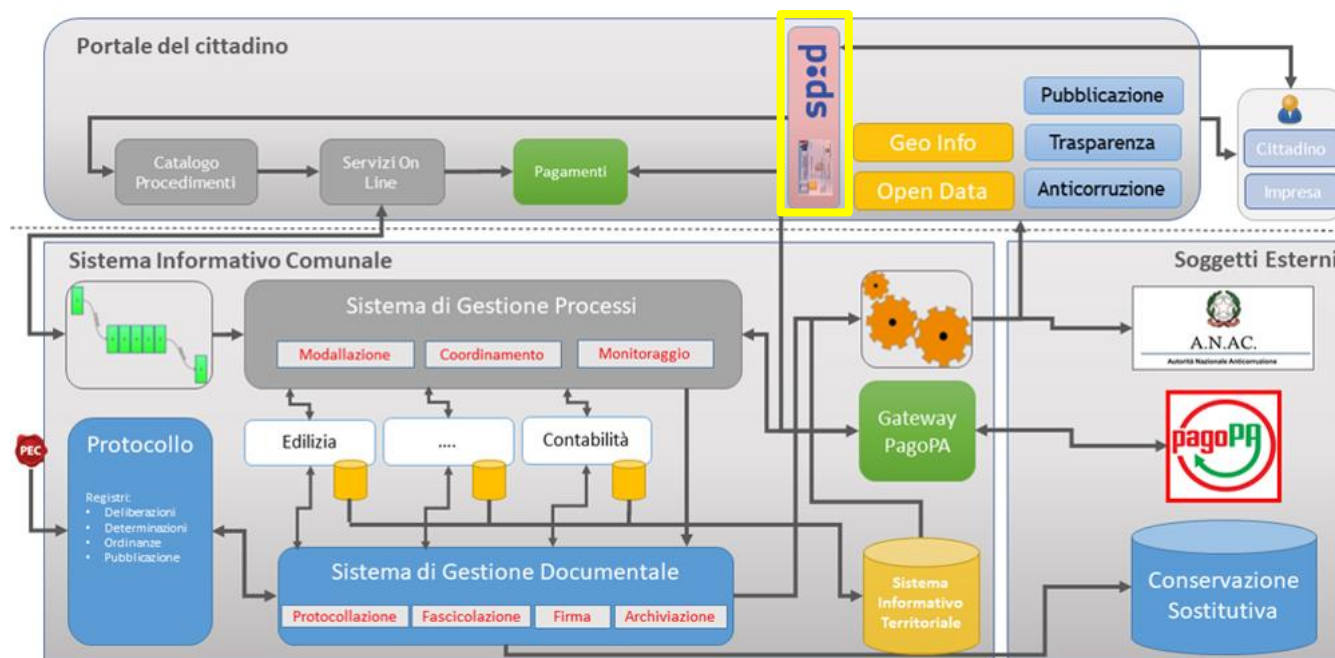 Portale del cittadino
spid
Pubblicazione
Geo Info
Trasparenza
Open Data
Anticorruzione
Cittadino
Impresa
Catalogo
Procedimenti
Servizi On
Line
Pagamenti
Sistema Informativo Comunale
Soggetti Esterni
Sistema di Gestione Processi
Modallazione
Coordinamento
Monitoraggio
A.N.AC.
Autorità Nazionale Anticorruzione
Edilizia
....
Contabilità
Gateway
PagoPA
pagoPA
PEC
Protocollo
Registri:
• Deliberazioni
• Determinazioni
• Ordinanze
• Pubblicazione
Sistema di Gestione Documentale
Protocollazione
Fascicolazione
Firma
Archiviazione
Sistema
Informativo
Territoriale
Conservazione
Sostitutiva